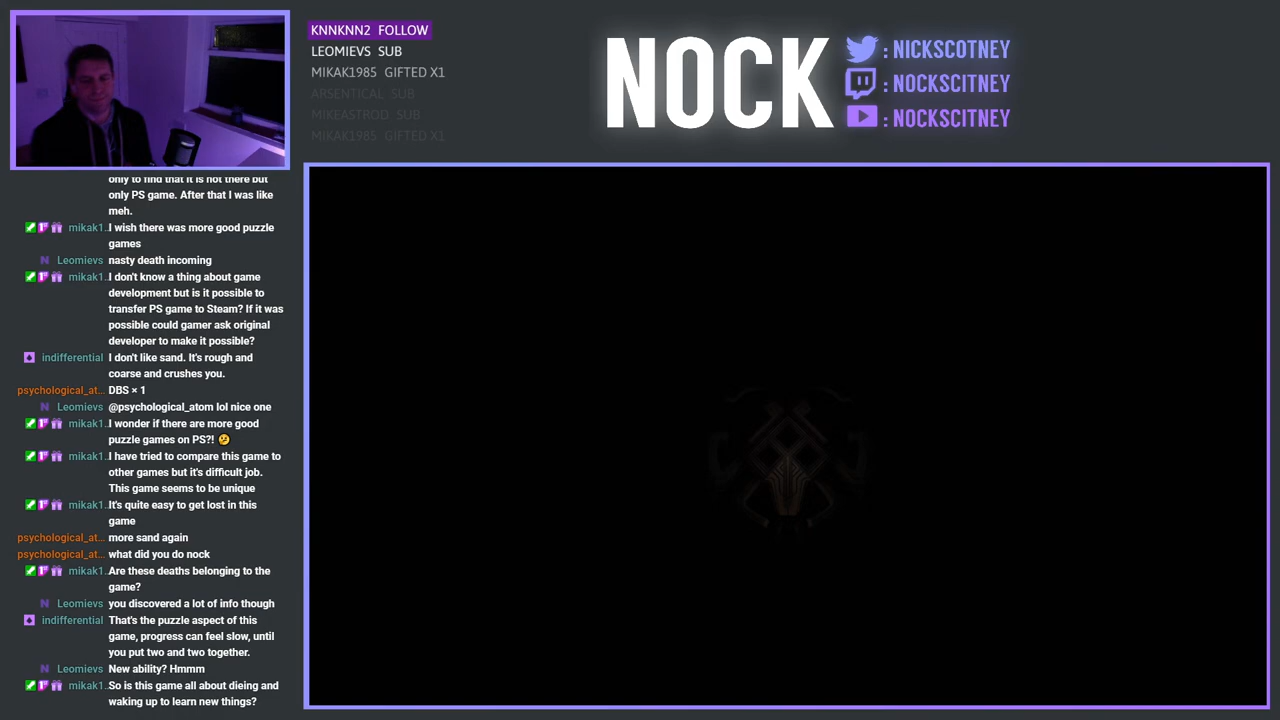 KNNKNN2 FOLLOW
LEOMIEVS SUB
MIKAK1985 GIFTED X1
ARSENTICAL SUB
MIKEASTROID SUB
MIKAK1985 GIFTED X1
NOCK
: NICKSCOTNEY
: NOCKSCITNEY
: NOCKSCITNEY
only to find that it is not there but
only PS game. After that I was like
meh.
mikak1.. I wish there was more good puzzle
games
Leomievs nasty death incoming
mikak1.. I don't know a thing about game
development but is it possible to
transfer PS game to Steam? If it was
possible could gamer ask original
developer to make it possible?
indifferential I don't like sand. It's rough and
coarse and crushes you.
psychological_at... DBS × 1
Leomievs @psychological_atom lol nice one
mikak1.. I wonder if there are more good
puzzle games on PS?! 🤔
mikak1.. I have tried to compare this game to
other games but it's difficult job.
This game seems to be unique
mikak1.. It's quite easy to get lost in this
game
psychological_at... more sand again
psychological_at... what did you do nock
mikak1.. Are these deaths belonging to the
game?
Leomievs you discovered a lot of info though
indifferential That's the puzzle aspect of this
game, progress can feel slow, until
you put two and two together.
Leomievs New ability? Hmmm
mikak1.. So is this game all about dieing and
waking up to learn new things?